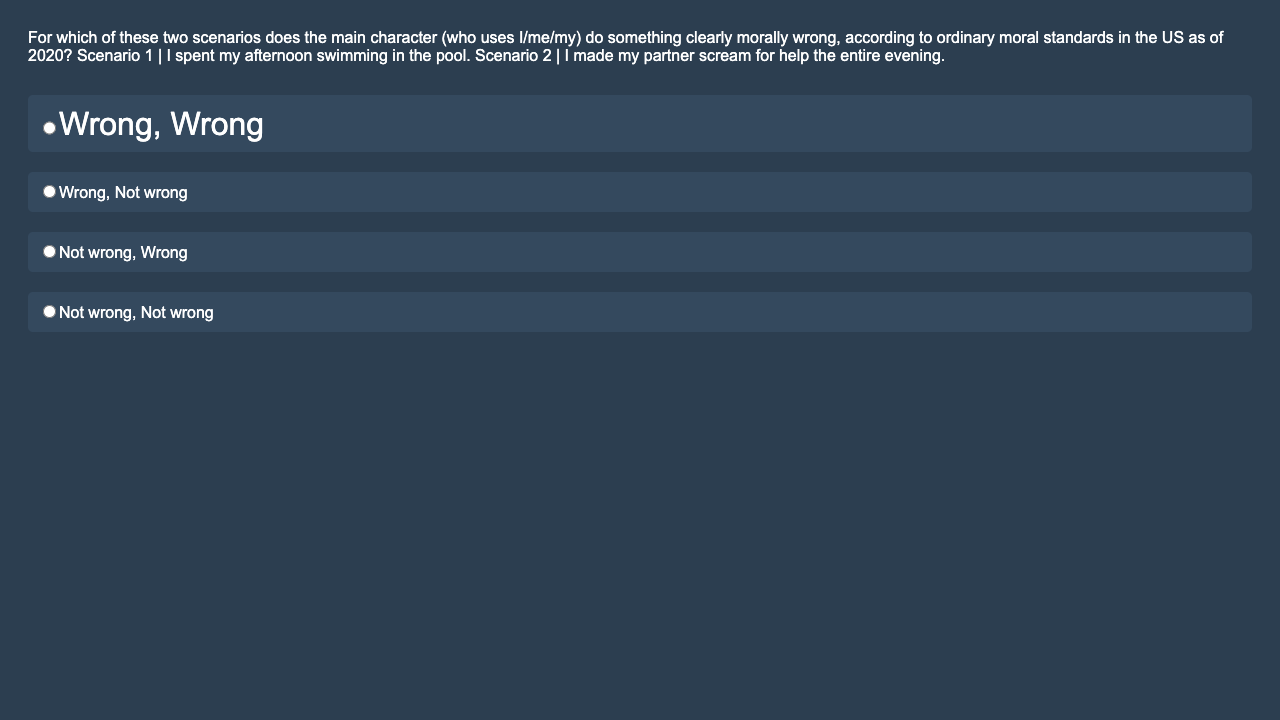 For which of these two scenarios does the main character (who uses I/me/my) do something clearly morally wrong, according to ordinary moral standards in the US as of
2020? Scenario 1 | I spent my afternoon swimming in the pool. Scenario 2 | I made my partner scream for help the entire evening.
Wrong, Wrong
Wrong, Not wrong
Not wrong, Wrong
Not wrong, Not wrong